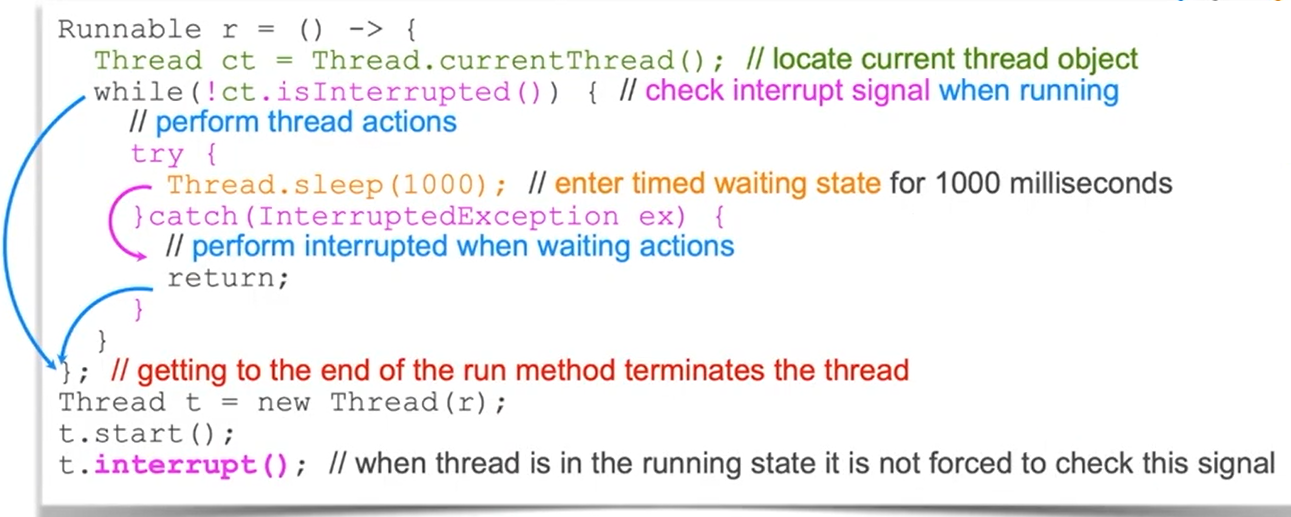 Runnable r = () -> {
Thread ct = Thread.currentThread(); // locate current thread object
while(!ct.isInterrupted()) { // check interrupt signal when running
// perform thread actions
try {
Thread.sleep(1000); // enter timed waiting state for 1000 milliseconds
}catch(InterruptedException ex) {
// perform interrupted when waiting actions
return;
}
}
}; // getting to the end of the run method terminates the thread
Thread t = new Thread(r);
t.start();
t.interrupt(); // when thread is in the running state it is not forced to check this signal